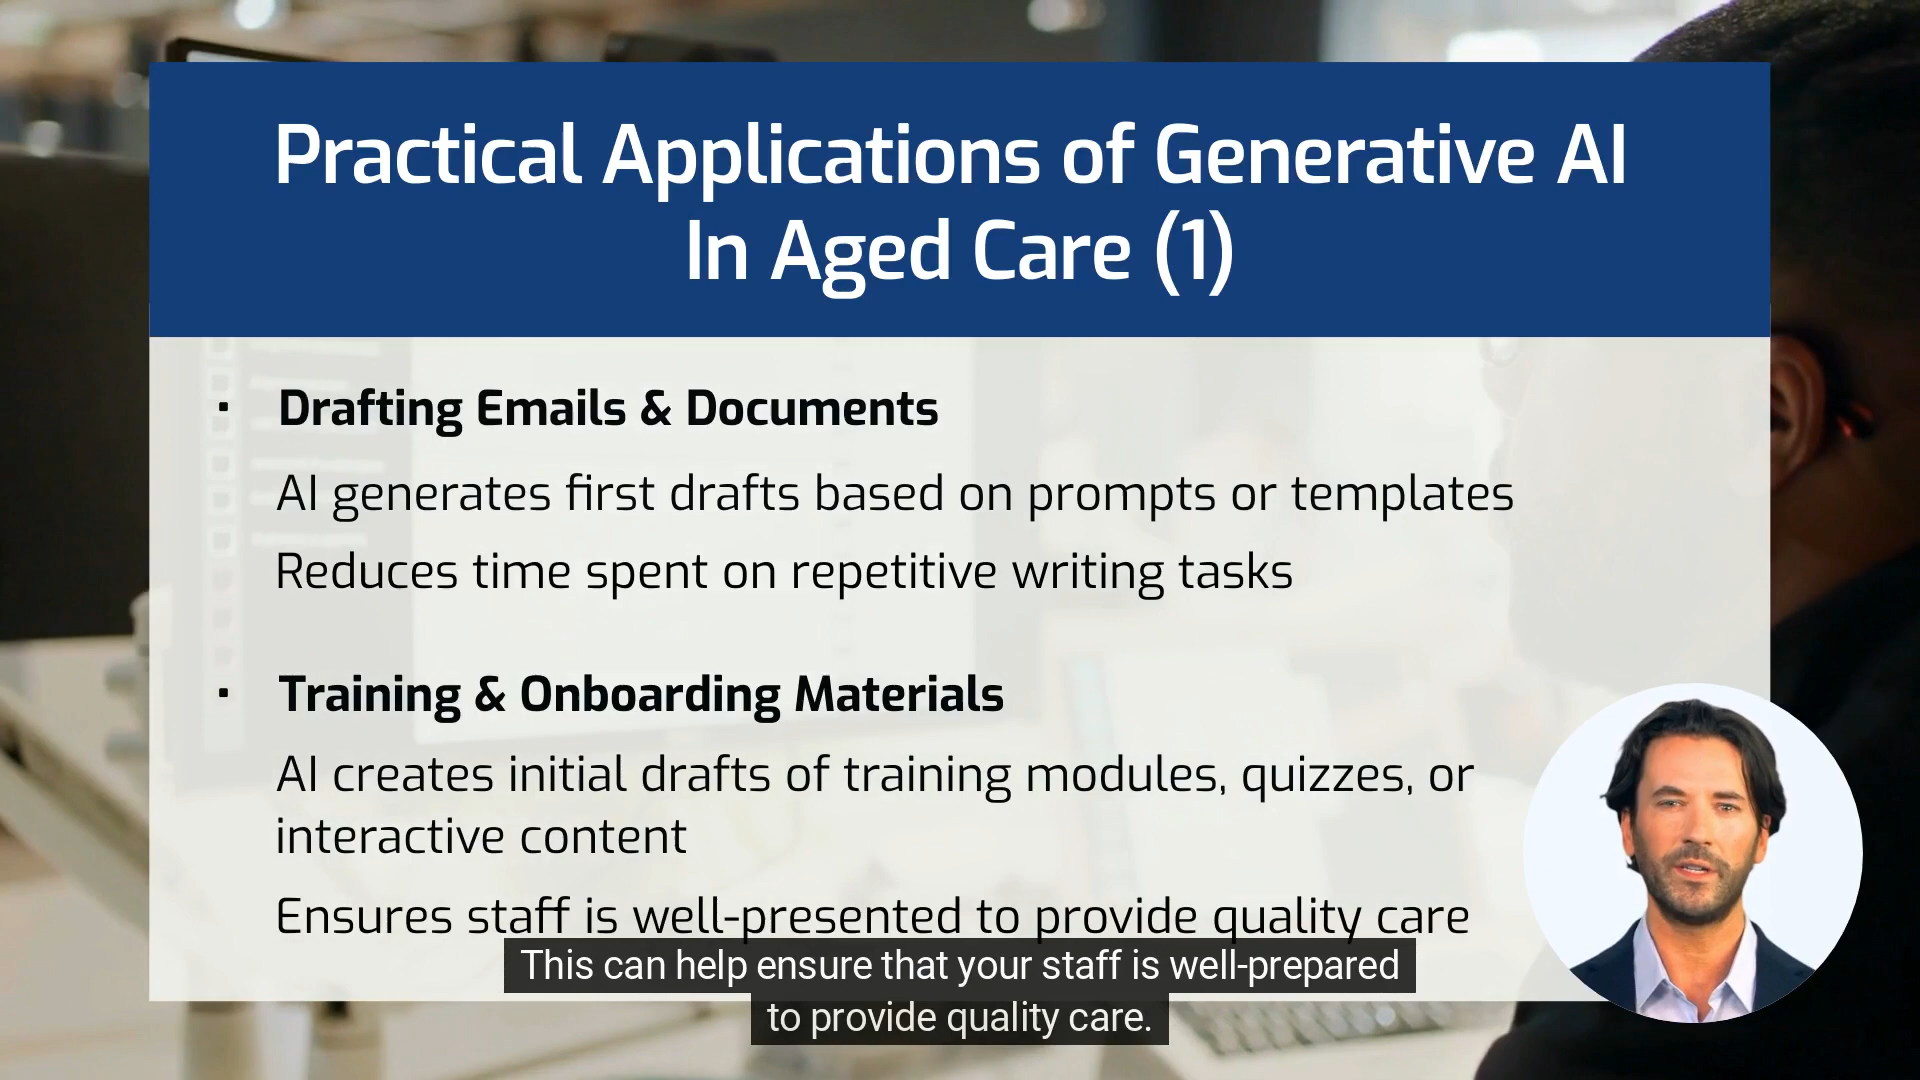 Practical Applications of Generative AI
In Aged Care (1)
· Drafting Emails & Documents
AI generates first drafts based on prompts or templates
Reduces time spent on repetitive writing tasks
· Training & Onboarding Materials
AI creates initial drafts of training modules, quizzes, or
interactive content
Ensures staff is well-presented to provide quality care
This can help ensure that your staff is well-prepared
to provide quality care.